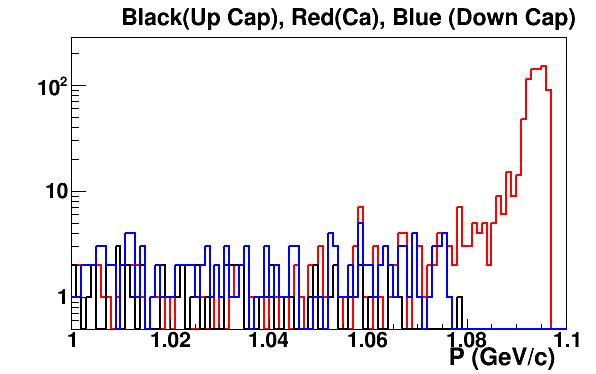 Black(Up Cap), Red(Ca), Blue (Down Cap)
10²
10
1
1 1.02 1.04 1.06 1.08 1.1
P (GeV/c)